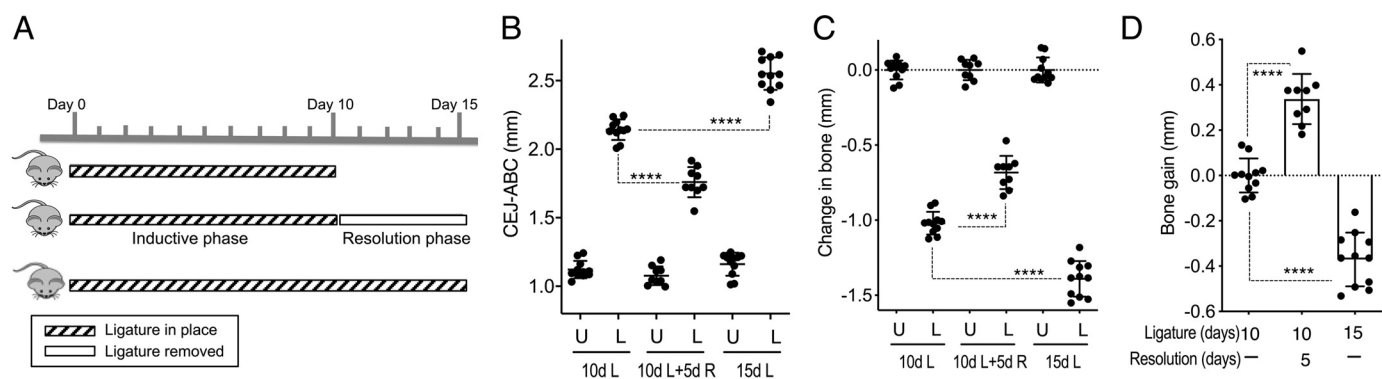 A
Day 0
Day 10
Day 15
Inductive phase
Resolution phase
Ligature in place
Ligature removed
B
CEJ-ABC (mm)
2.5
2.0
1.5
1.0
****
****
U L U L U L
10d L 10d L+5d R 15d L
C
Change in bone (mm)
0.0
-0.5
-1.0
-1.5
****
****
U L U L U L
10d L 10d L+5d R 15d L
D
Bone gain (mm)
0.6
0.4
0.2
0.0
-0.2
-0.4
-0.6
****
****
Ligature (days) 10 10 15
Resolution (days) — 5 —